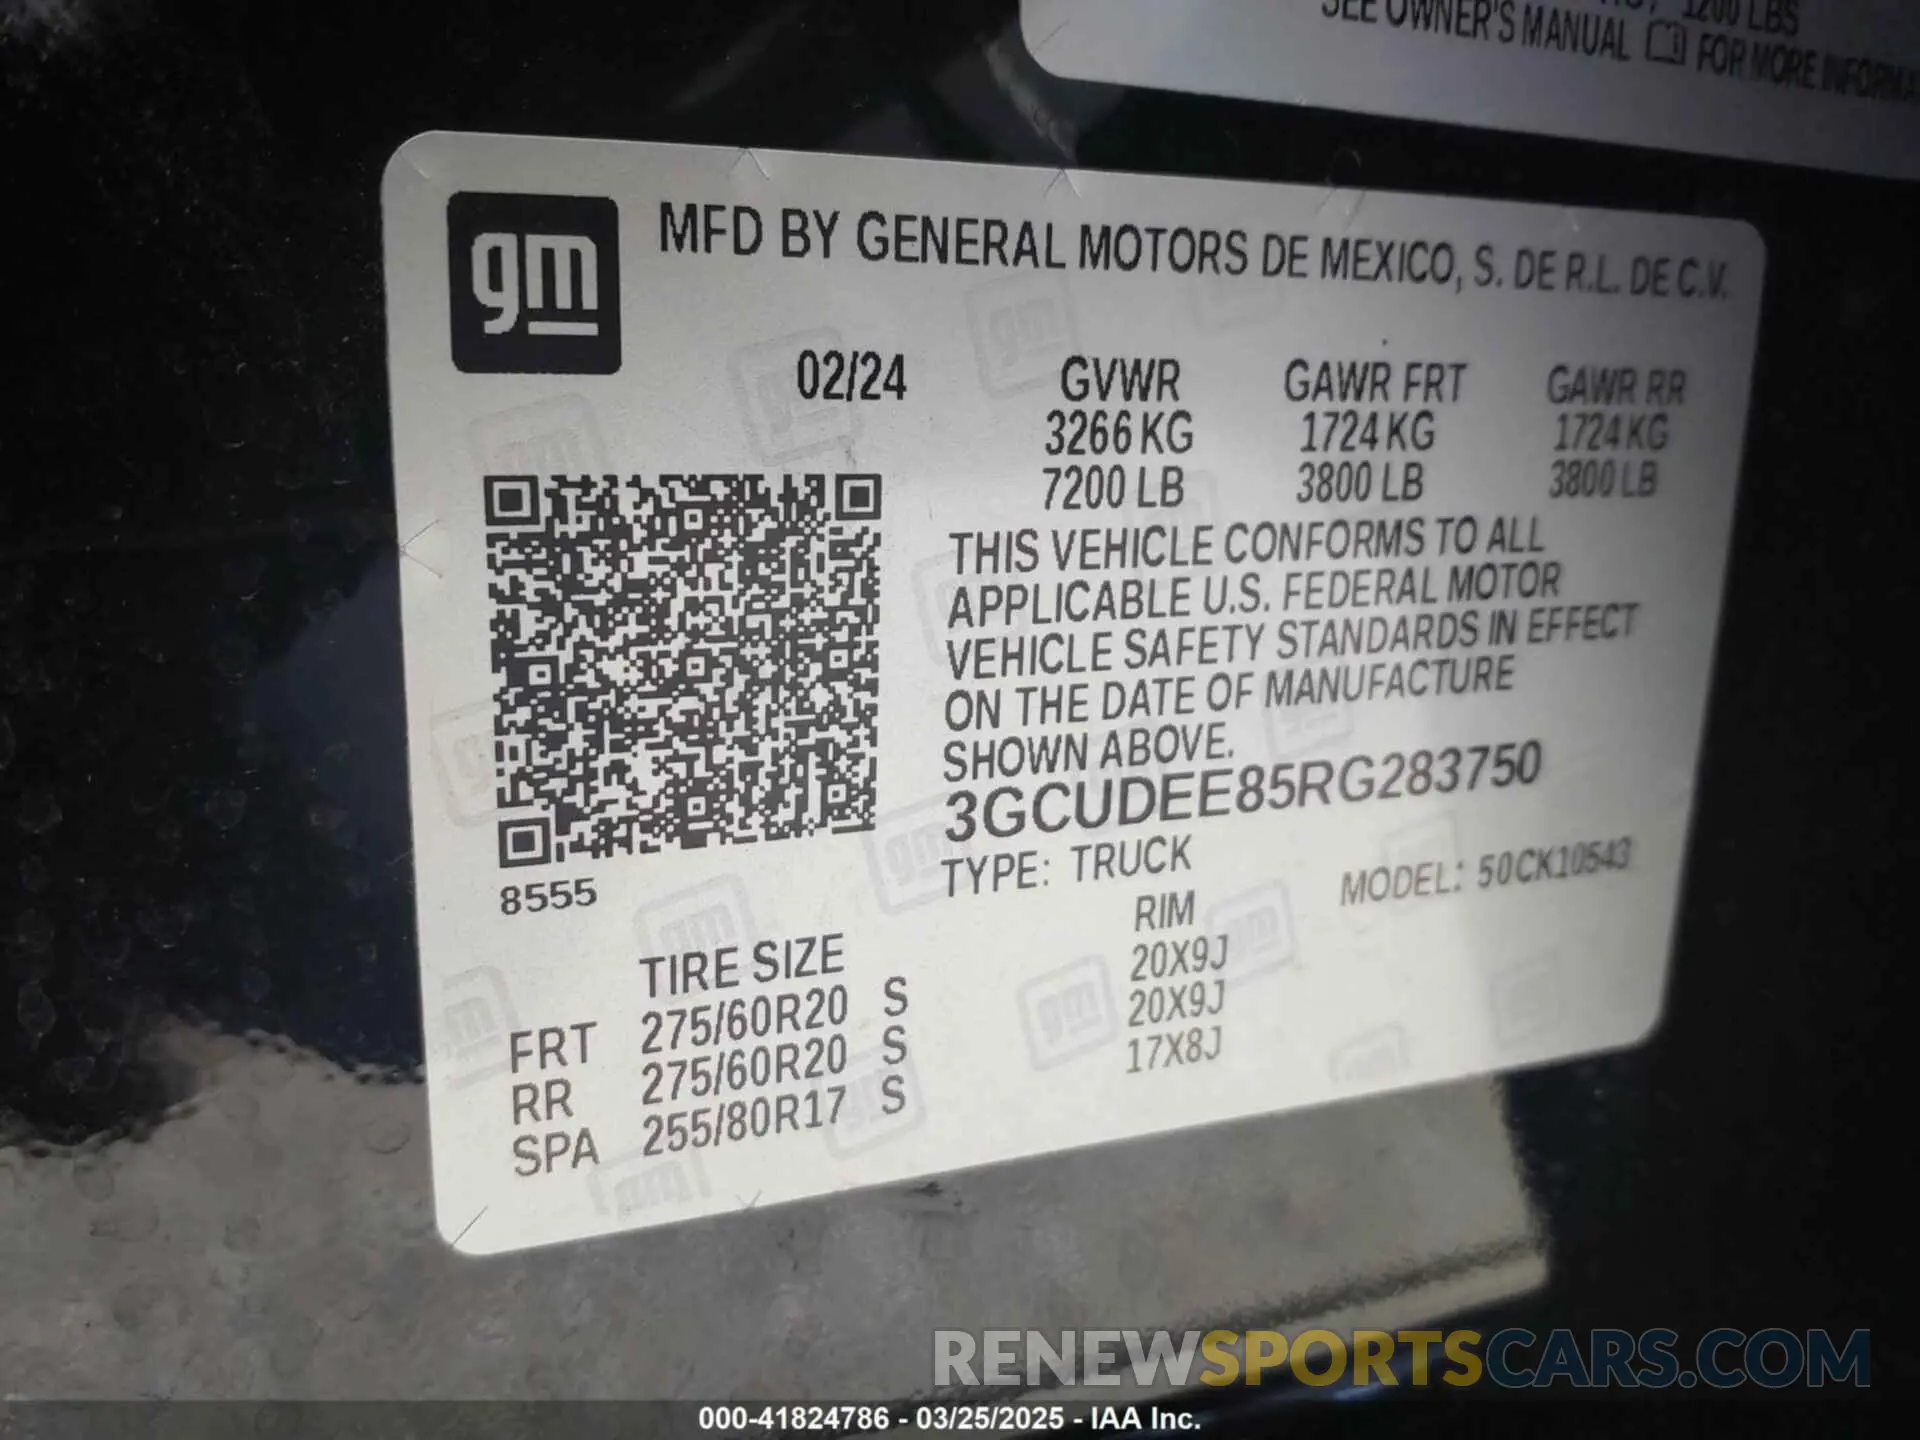 1200 LBS
SEE OWNER'S MANUAL FOR MORE
gm
MFD BY GENERAL MOTORS DE MEXICO, S. DE R.L. DE C.V.
02/24 GVWR GAWR FRT GAWR RR
3266 KG 1724 KG 1724 KG
7200 LB 3800 LB 3800 LB
THIS VEHICLE CONFORMS TO ALL
APPLICABLE U.S. FEDERAL MOTOR
VEHICLE SAFETY STANDARDS IN EFFECT
ON THE DATE OF MANUFACTURE
SHOWN ABOVE.
3GCUDEE85RG283750
TYPE: TRUCK MODEL: 50CK10543
8555
TIRE SIZE RIM
FRT 275/60R20 S 20X9J
RR 275/60R20 S 20X9J
SPA 255/80R17 S 17X8J
RENEWSPORTSCARS.COM
000-41824786 - 03/25/2025 - IAA Inc.